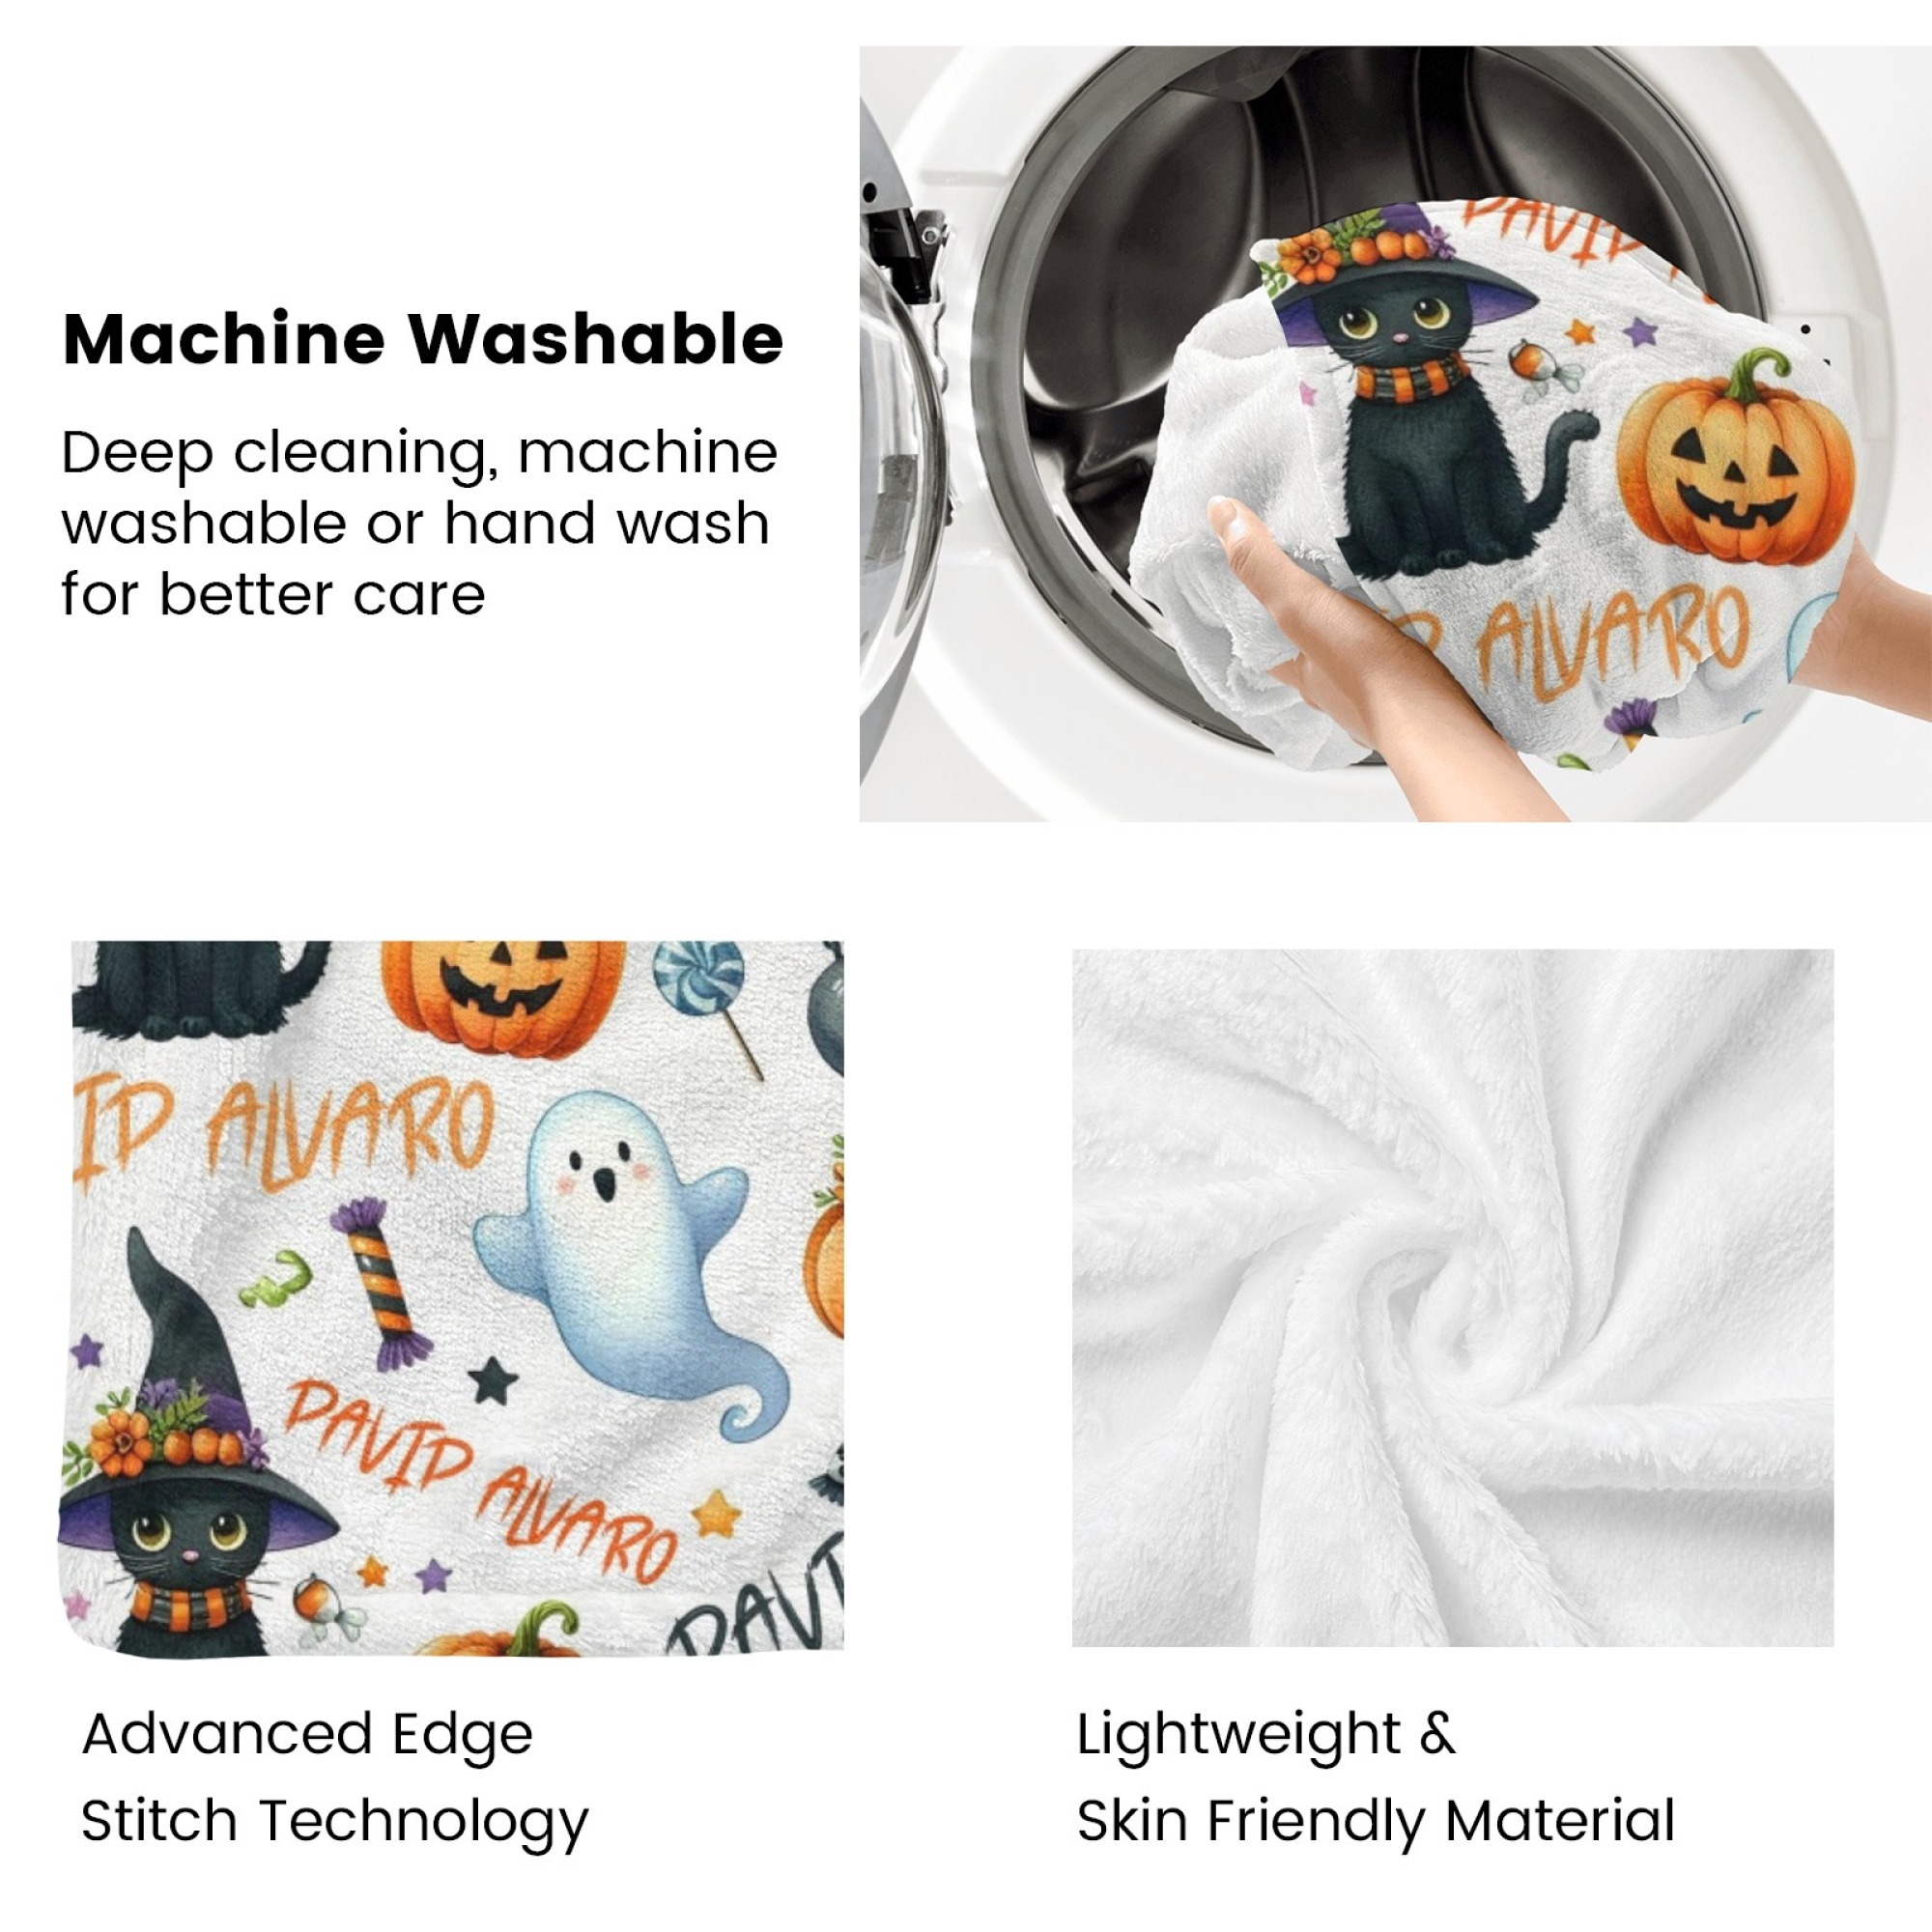 Machine Washable
Deep cleaning, machine
washable or hand wash
for better care
DAVID
ALVARO
ID ALVARO
DAVID ALVARO
DAVI
Advanced Edge
Stitch Technology
Lightweight &
Skin Friendly Material